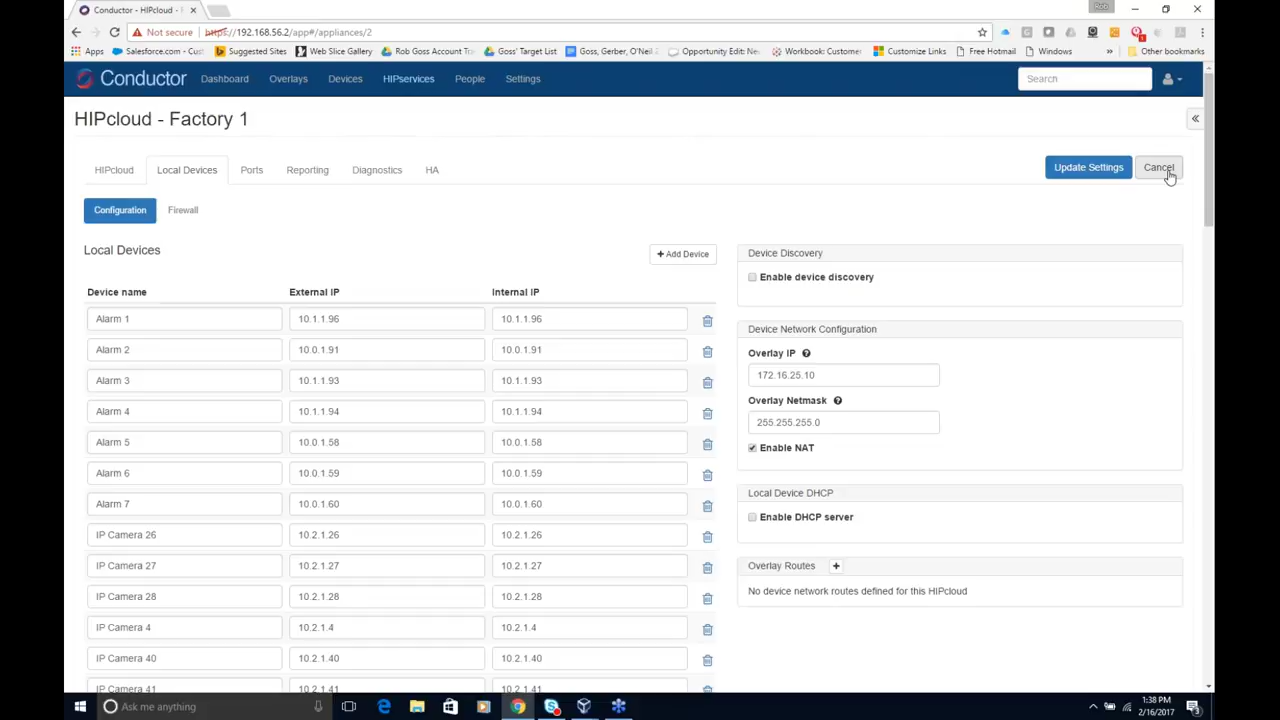 Conductor - HIPcloud - F
Rob
Not secure
https://192.168.56.2/app#/appliances/2
Apps
Salesforce.com - Cust
Suggested Sites
Web Slice Gallery
Rob Goss Account Tra
Goss' Target List
Goss, Gerber, O'Neil
Opportunity Edit: New
Workbook: Customer
Customize Links
Free Hotmail
Windows
»
Other bookmarks
Conductor
Dashboard
Overlays
Devices
HIPservices
People
Settings
Search
HIPcloud - Factory 1
HIPcloud
Local Devices
Ports
Reporting
Diagnostics
HA
Update Settings
Cancel
Configuration
Firewall
Local Devices
+ Add Device
Device name External IP Internal IP
Alarm 1 10.1.1.96 10.1.1.96
Alarm 2 10.0.1.91 10.0.1.91
Alarm 3 10.1.1.93 10.1.1.93
Alarm 4 10.1.1.94 10.1.1.94
Alarm 5 10.0.1.58 10.0.1.58
Alarm 6 10.0.1.59 10.0.1.59
Alarm 7 10.0.1.60 10.0.1.60
IP Camera 26 10.2.1.26 10.2.1.26
IP Camera 27 10.2.1.27 10.2.1.27
IP Camera 28 10.2.1.28 10.2.1.28
IP Camera 4 10.2.1.4 10.2.1.4
IP Camera 40 10.2.1.40 10.2.1.40
IP Camera 41 10.2.1.41 10.2.1.41
Device Discovery
Enable device discovery
Device Network Configuration
Overlay IP
172.16.25.10
Overlay Netmask
255.255.255.0
Enable NAT
Local Device DHCP
Enable DHCP server
Overlay Routes +
No device network routes defined for this HIPcloud
Ask me anything
1:38 PM
2/16/2017